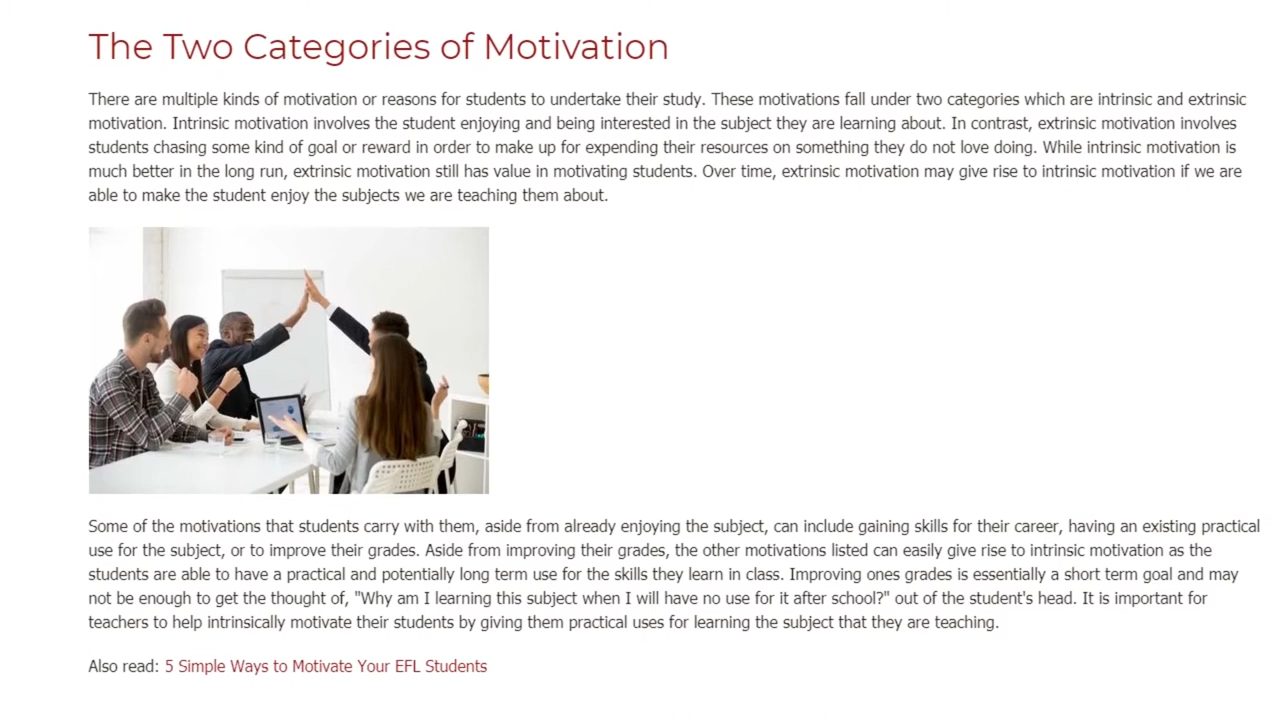 The Two Categories of Motivation
There are multiple kinds of motivation or reasons for students to undertake their study. These motivations fall under two categories which are intrinsic and extrinsic
motivation. Intrinsic motivation involves the student enjoying and being interested in the subject they are learning about. In contrast, extrinsic motivation involves
students chasing some kind of goal or reward in order to make up for expending their resources on something they do not love doing. While intrinsic motivation is
much better in the long run, extrinsic motivation still has value in motivating students. Over time, extrinsic motivation may give rise to intrinsic motivation if we are
able to make the student enjoy the subjects we are teaching them about.
Some of the motivations that students carry with them, aside from already enjoying the subject, can include gaining skills for their career, having an existing practical
use for the subject, or to improve their grades. Aside from improving their grades, the other motivations listed can easily give rise to intrinsic motivation as the
students are able to have a practical and potentially long term use for the skills they learn in class. Improving ones grades is essentially a short term goal and may
not be enough to get the thought of, "Why am I learning this subject when I will have no use for it after school?" out of the student's head. It is important for
teachers to help intrinsically motivate their students by giving them practical uses for learning the subject that they are teaching.
Also read: 5 Simple Ways to Motivate Your EFL Students